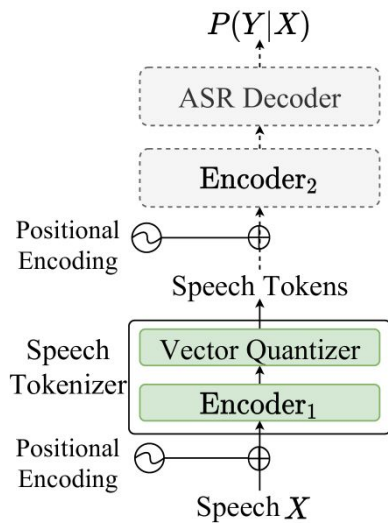 P(Y|X)
ASR Decoder
Encoder₂
Positional
Encoding
Speech Tokens
Speech
Tokenizer
Vector Quantizer
Encoder₁
Positional
Encoding
Speech X